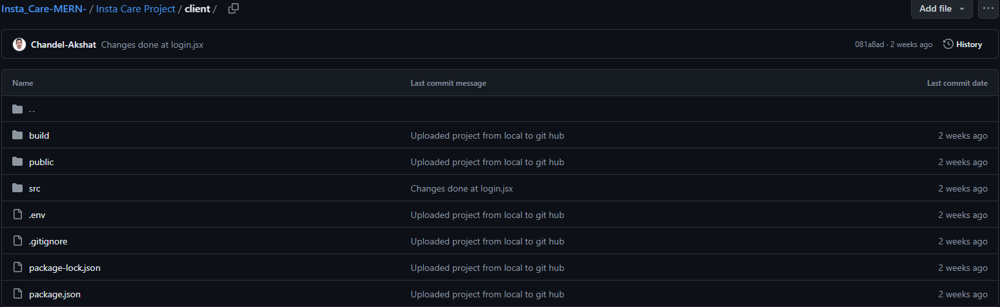 Insta_Care-MERN- / Insta Care Project / client /
Add file
Chandel-Akshat Changes done at login.jsx
081a8ad · 2 weeks ago
History
Name Last commit message Last commit date
..
build Uploaded project from local to git hub 2 weeks ago
public Uploaded project from local to git hub 2 weeks ago
src Changes done at login.jsx 2 weeks ago
.env Uploaded project from local to git hub 2 weeks ago
.gitignore Uploaded project from local to git hub 2 weeks ago
package-lock.json Uploaded project from local to git hub 2 weeks ago
package.json Uploaded project from local to git hub 2 weeks ago